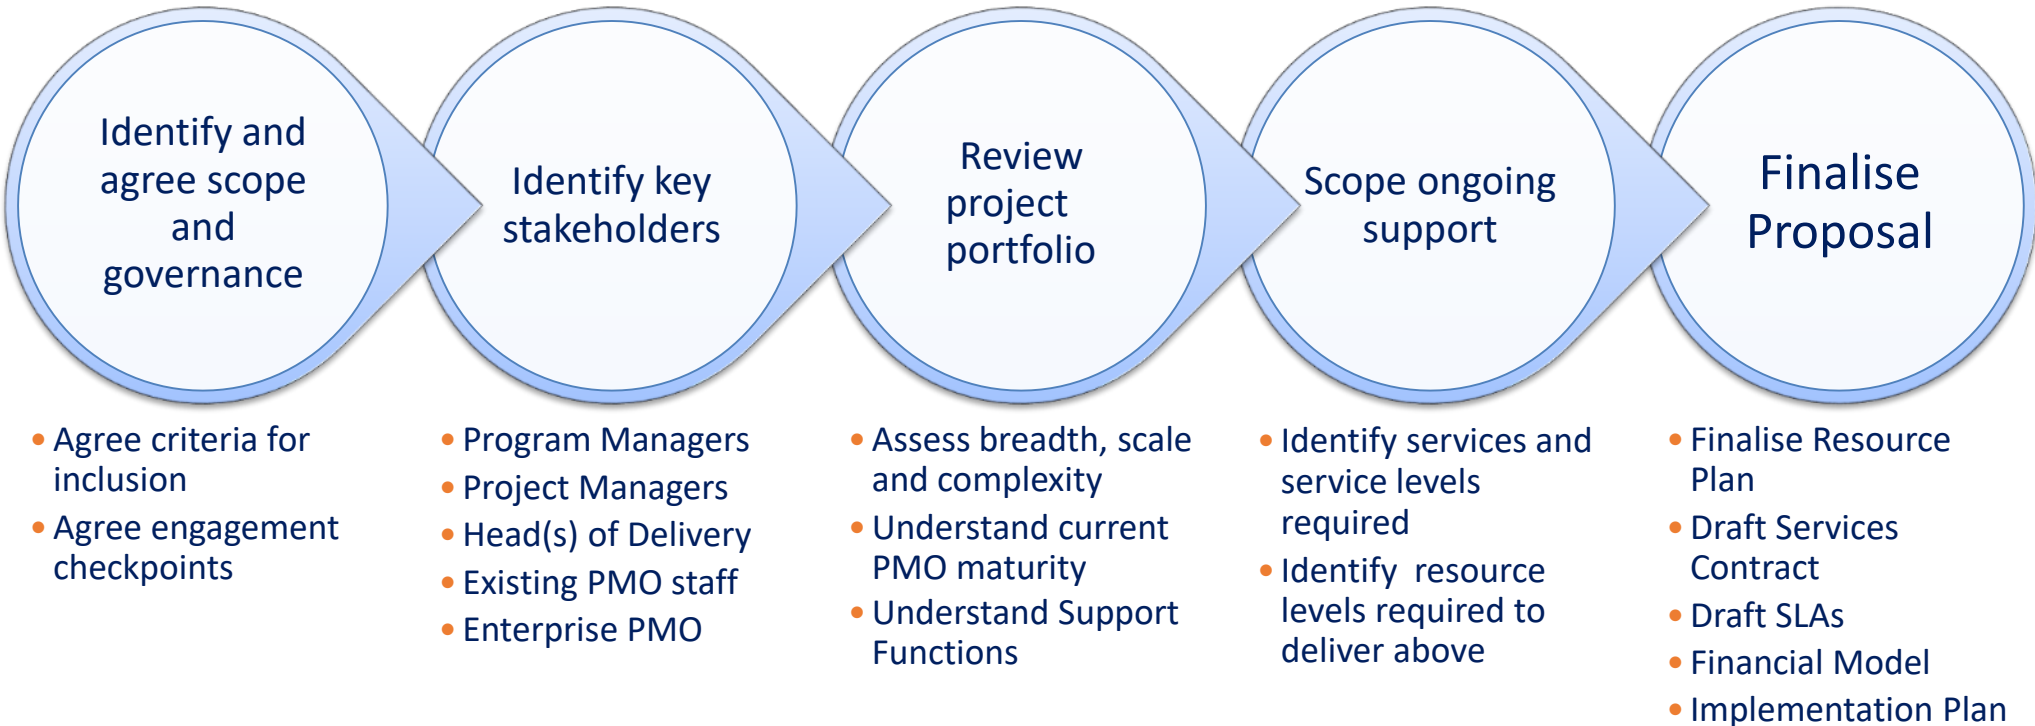 Identify and
agree scope
and
governance
• Agree criteria for
inclusion
• Agree engagement
checkpoints
Identify key
stakeholders
• Program Managers
• Project Managers
• Head(s) of Delivery
• Existing PMO staff
• Enterprise PMO
Review
project
portfolio
• Assess breadth, scale
and complexity
• Understand current
PMO maturity
• Understand Support
Functions
Scope ongoing
support
• Identify services and
service levels
required
• Identify  resource
levels required to
deliver above
Finalise
Proposal
• Finalise Resource
Plan
• Draft Services
Contract
• Draft SLAs
• Financial Model
• Implementation Plan